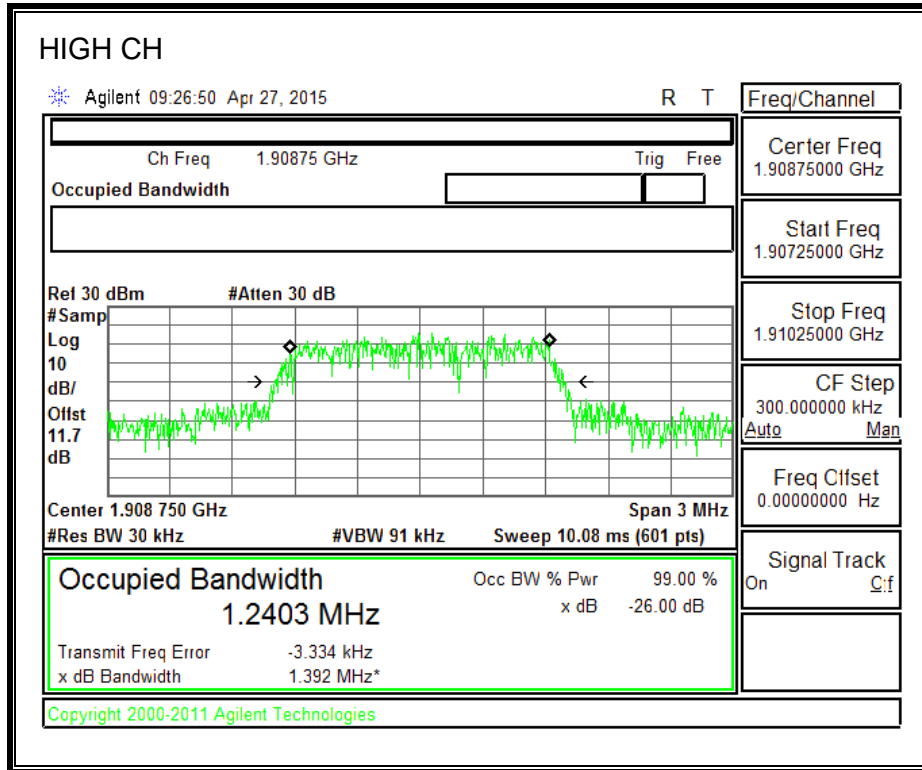 HIGH CH
Agilent 09:26:50 Apr 27, 2015 R T
Ch Freq 1.90875 GHz Trig Free
Occupied Bandwidth
Ref 30 dBm #Atten 30 dB
#Samp
Log
10
dB/
Offst
11.7
dB
Center 1.908 750 GHz Span 3 MHz
#Res BW 30 kHz #VBW 91 kHz Sweep 10.08 ms (601 pts)
Occupied Bandwidth Occ BW % Pwr 99.00 %
1.2403 MHz x dB -26.00 dB
Transmit Freq Error -3.334 kHz
x dB Bandwidth 1.392 MHz*
Copyright 2000-2011 Agilent Technologies
Freq/Channel
Center Freq
1.90875000 GHz
Start Freq
1.90725000 GHz
Stop Freq
1.91025000 GHz
CF Step
300.000000 kHz
Auto Man
Freq Offset
0.00000000 Hz
Signal Track
On Off